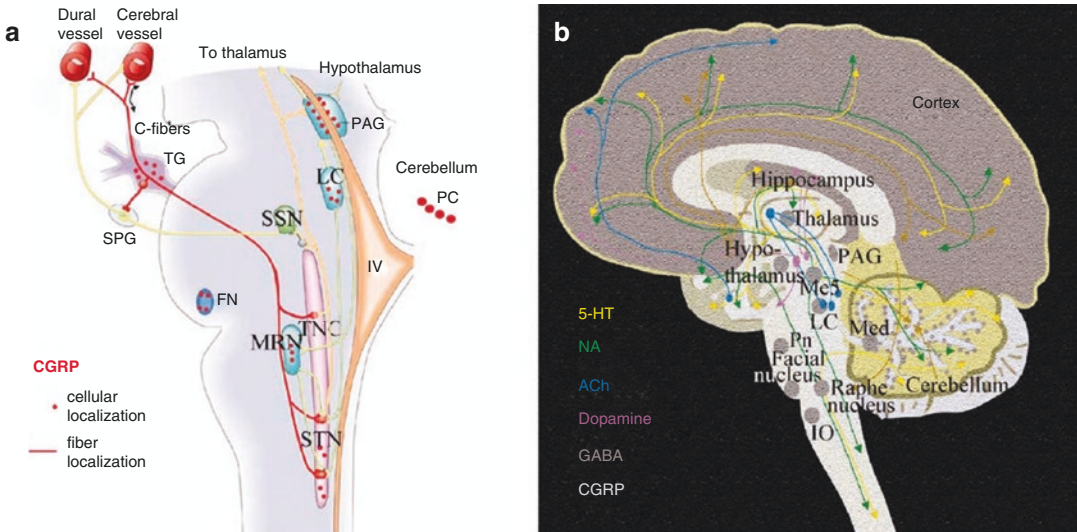 a
Dural
vessel
Cerebral
vessel
To thalamus
Hypothalamus
PAG
C-fibers
TG
LC
Cerebellum
PC
SSN
SPG
IV
FN
TNC
MRN
CGRP
cellular
localization
STN
fiber
localization
b
Cortex
Hippocampus
Thalamus
Hypo-
thalamus
PAG
Me5
LC
Med.
5-HT
NA
Pn
Facial
nucleus
Cerebellum
Raphe
nucleus
IO
ACh
Dopamine
GABA
CGRP